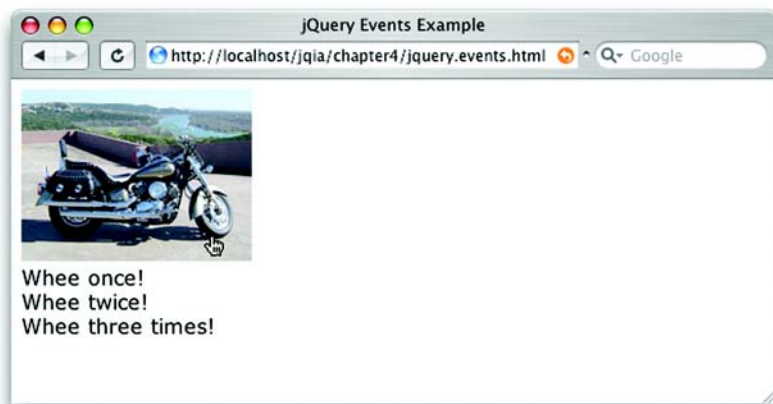 jQuery Events Example
http://localhost/jqia/chapter4/jquery.events.html
Google
Whee once!
Whee twice!
Whee three times!